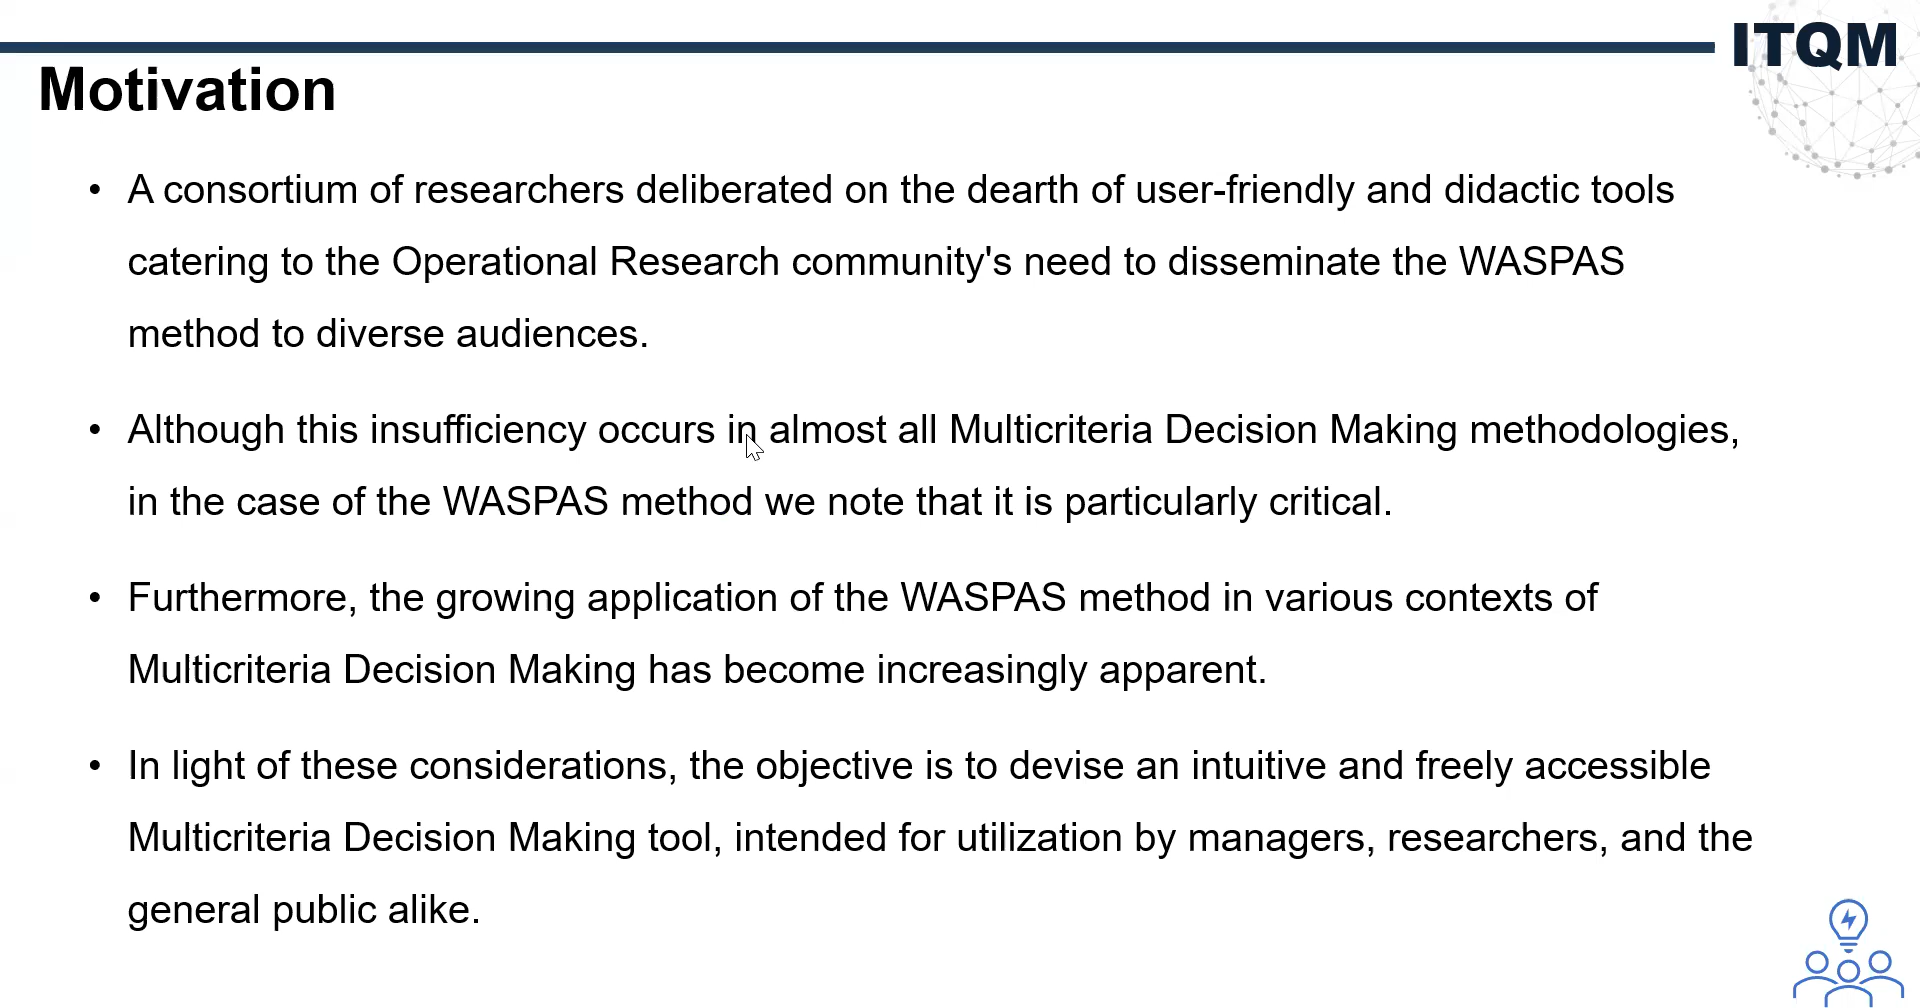 ITQM
Motivation
• A consortium of researchers deliberated on the dearth of user-friendly and didactic tools
catering to the Operational Research community's need to disseminate the WASPAS
method to diverse audiences.
• Although this insufficiency occurs in almost all Multicriteria Decision Making methodologies,
in the case of the WASPAS method we note that it is particularly critical.
• Furthermore, the growing application of the WASPAS method in various contexts of
Multicriteria Decision Making has become increasingly apparent.
• In light of these considerations, the objective is to devise an intuitive and freely accessible
Multicriteria Decision Making tool, intended for utilization by managers, researchers, and the
general public alike.